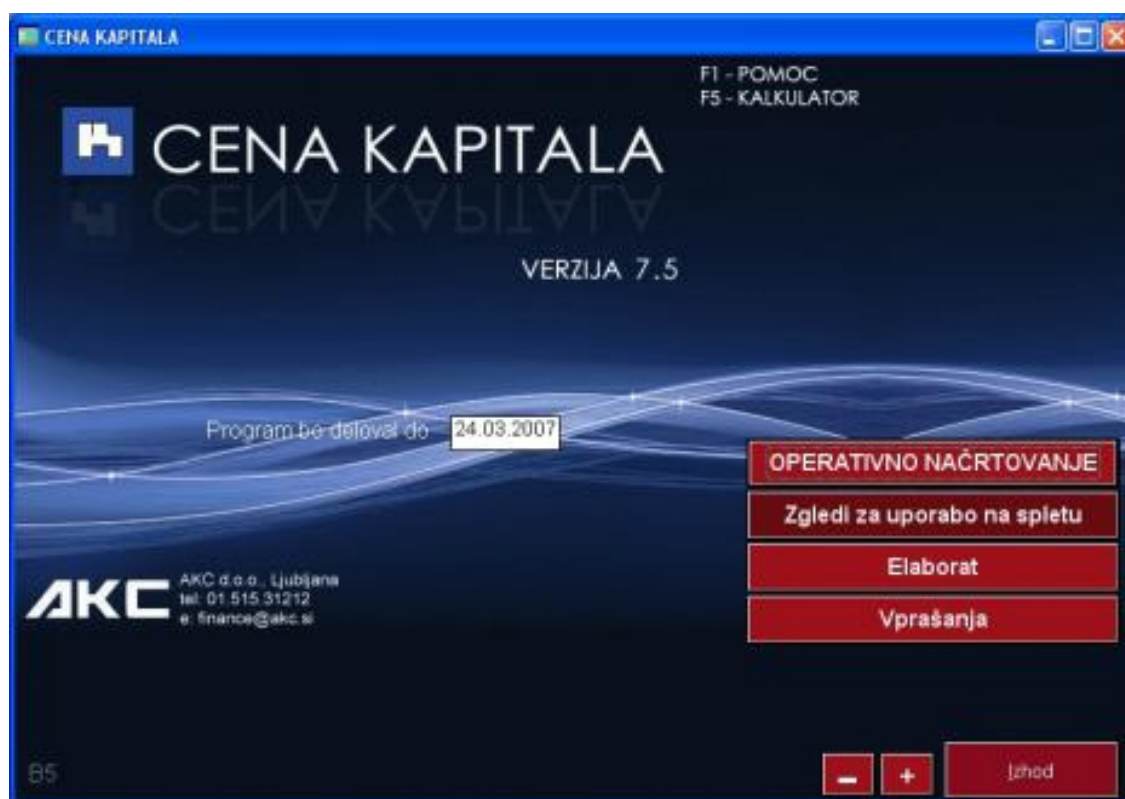 CENA KAPITALA
F1 - POMOC
F5 - KALKULATOR
CENA KAPITALA
VERZIJA 7.5
Program bo deloval do 24.03.2007
OPERATIVNO NAČRTOVANJE
Zgledi za uporabo na spletu
Elaborat
Vprašanja
AKC
AKC d.o.o., Ljubljana
tel: 01.515.31212
e: finance@akc.si
B5
- +
Izhod